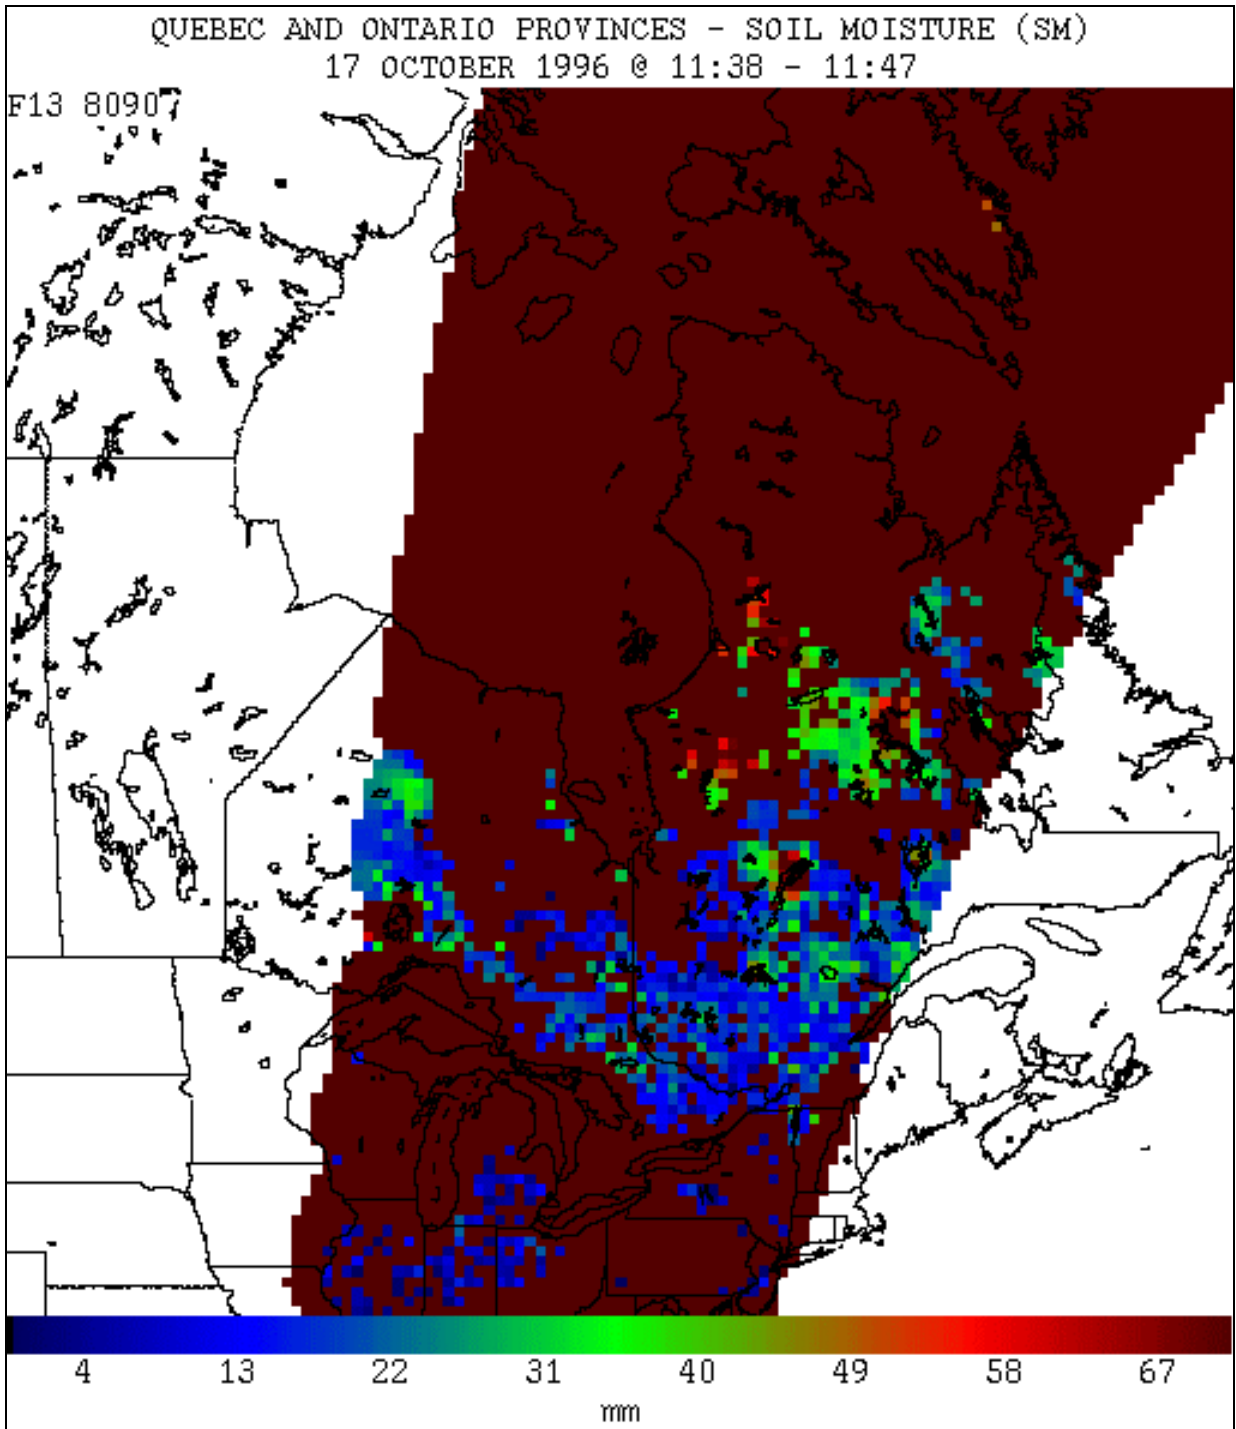 QUEBEC AND ONTARIO PROVINCES - SOIL MOISTURE (SM)
17 OCTOBER 1996 @ 11:38 - 11:47
F13 80907
4 13 22 31 40 49 58 67
mm